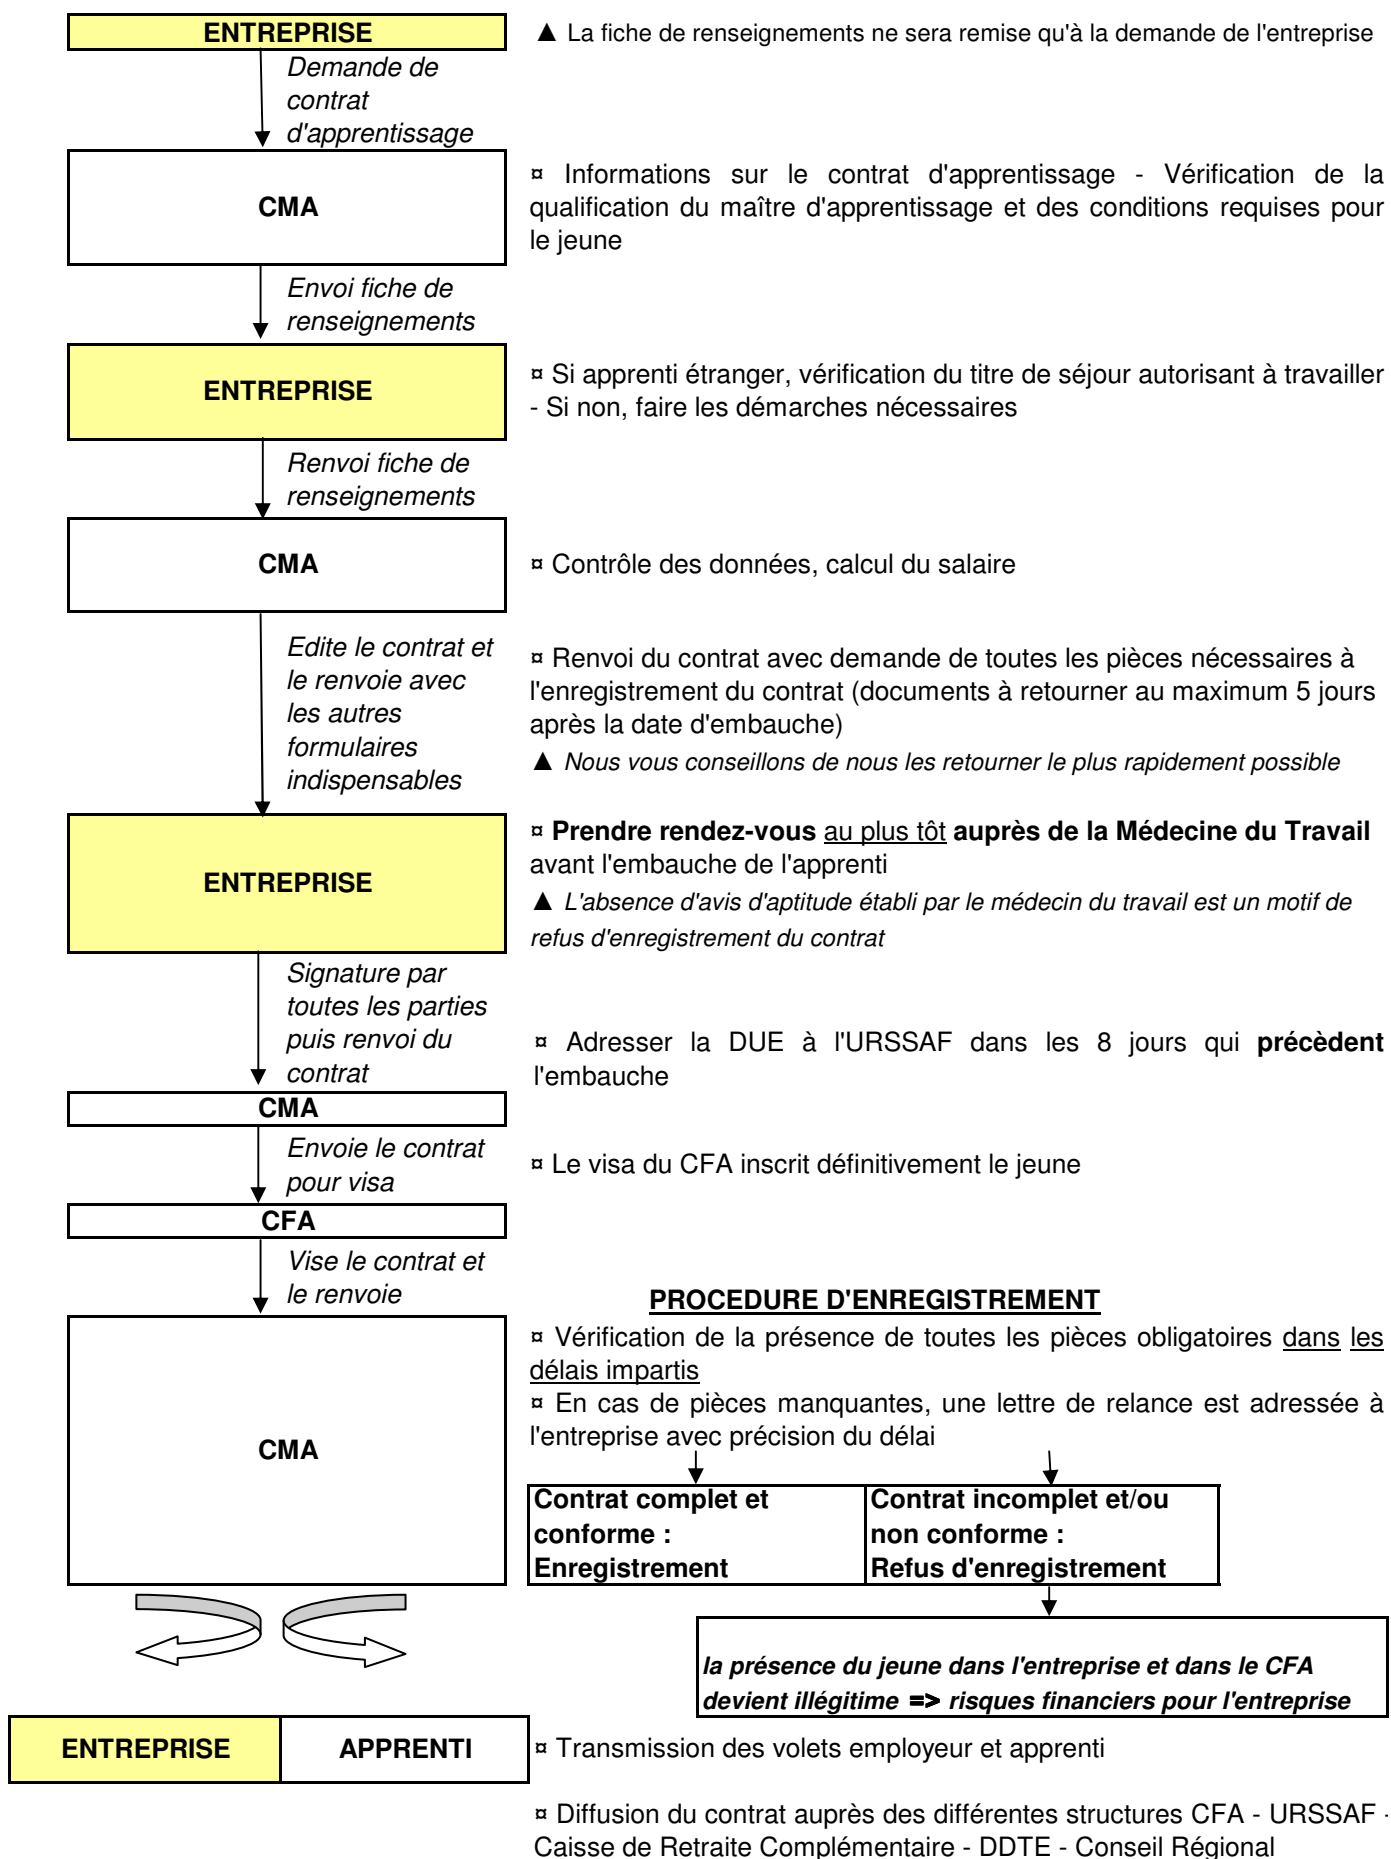 ENTREPRISE
▲ La fiche de renseignements ne sera remise qu'à la demande de l'entreprise
Demande de
contrat
d'apprentissage
CMA
¤ Informations sur le contrat d'apprentissage - Vérification de la
qualification du maître d'apprentissage et des conditions requises pour
le jeune
Envoi fiche de
renseignements
ENTREPRISE
¤ Si apprenti étranger, vérification du titre de séjour autorisant à travailler
- Si non, faire les démarches nécessaires
Renvoi fiche de
renseignements
CMA
¤ Contrôle des données, calcul du salaire
Edite le contrat et
le renvoie avec
les autres
formulaires
indispensables
¤ Renvoi du contrat avec demande de toutes les pièces nécessaires à
l'enregistrement du contrat (documents à retourner au maximum 5 jours
après la date d'embauche)
▲ Nous vous conseillons de nous les retourner le plus rapidement possible
ENTREPRISE
¤ Prendre rendez-vous au plus tôt auprès de la Médecine du Travail
avant l'embauche de l'apprenti
▲ L'absence d'avis d'aptitude établi par le médecin du travail est un motif de
refus d'enregistrement du contrat
Signature par
toutes les parties
puis renvoi du
contrat
¤ Adresser la DUE à l'URSSAF dans les 8 jours qui précèdent
l'embauche
CMA
Envoie le contrat
pour visa
¤ Le visa du CFA inscrit définitivement le jeune
CFA
Vise le contrat et
le renvoie
PROCEDURE D'ENREGISTREMENT
CMA
¤ Vérification de la présence de toutes les pièces obligatoires dans les
délais impartis
¤ En cas de pièces manquantes, une lettre de relance est adressée à
l'entreprise avec précision du délai
Contrat complet et
conforme :
Enregistrement
Contrat incomplet et/ou
non conforme :
Refus d'enregistrement
la présence du jeune dans l'entreprise et dans le CFA
devient illégitime => risques financiers pour l'entreprise
ENTREPRISE
APPRENTI
¤ Transmission des volets employeur et apprenti
¤ Diffusion du contrat auprès des différentes structures CFA - URSSAF -
Caisse de Retraite Complémentaire - DDTE - Conseil Régional